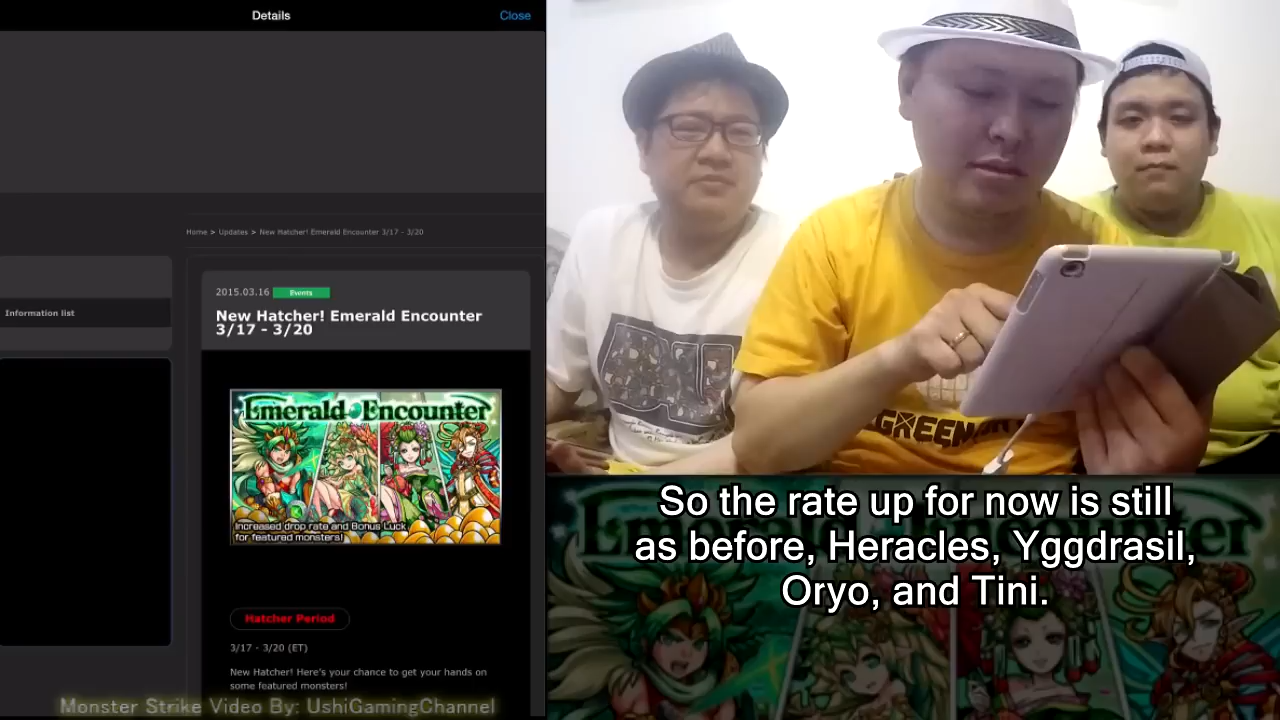 Details
Close
Home > Updates > New Hatcher! Emerald Encounter 3/17 - 3/20
Information list
2015.03.16 Events
New Hatcher! Emerald Encounter
3/17 - 3/20
Emerald Encounter
Increased drop rate and Bonus Luck
for featured monsters!
Hatcher Period
3/17 - 3/20 (ET)
New Hatcher! Here's your chance to get your hands on
some featured monsters!
Monster Strike Video By: UshiGamingChannel
GREEN
Emerald Encounter
So the rate up for now is still
as before, Heracles, Yggdrasil,
Oryo, and Tini.